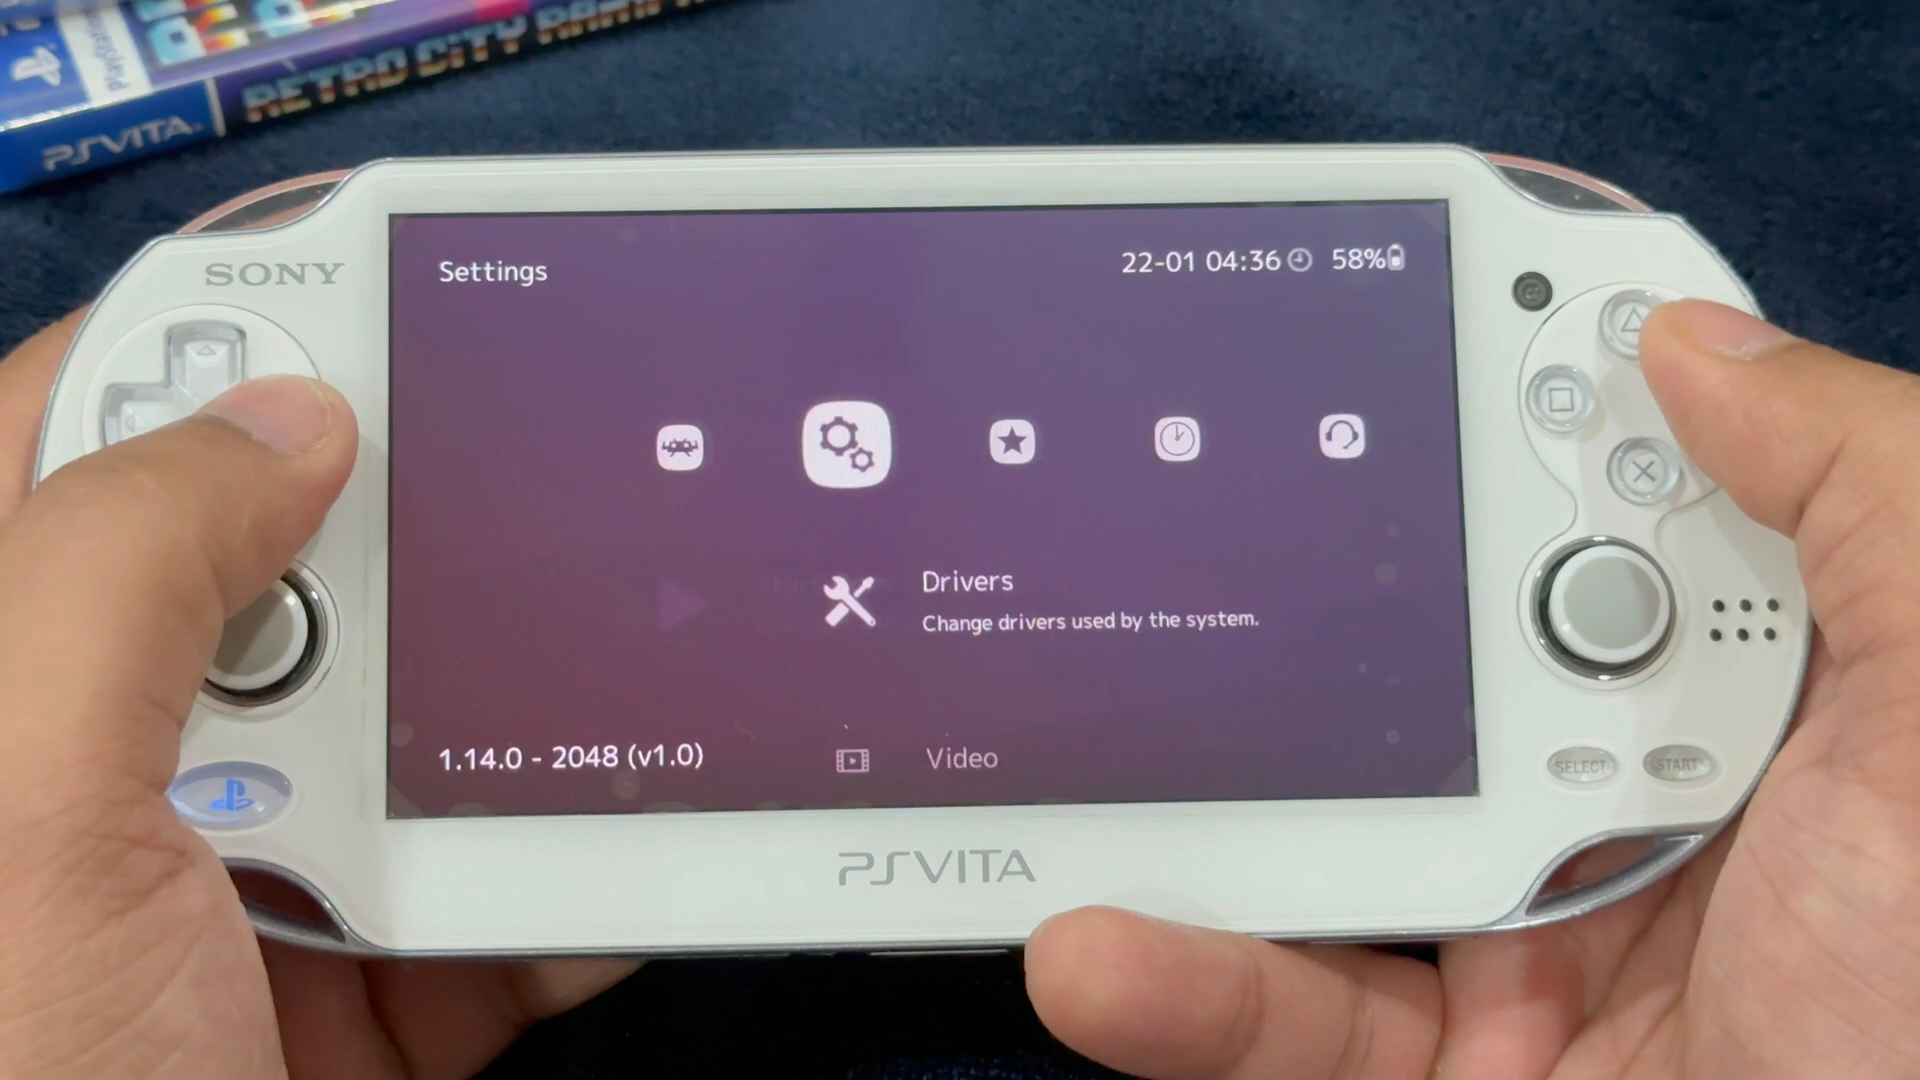 PlayStation
PSVITA
RETRO CITY
SONY
Settings
22-01 04:36 58%
Drivers
Change drivers used by the system.
1.14.0 - 2048 (v1.0)
Video
SELECT
START
PSVITA